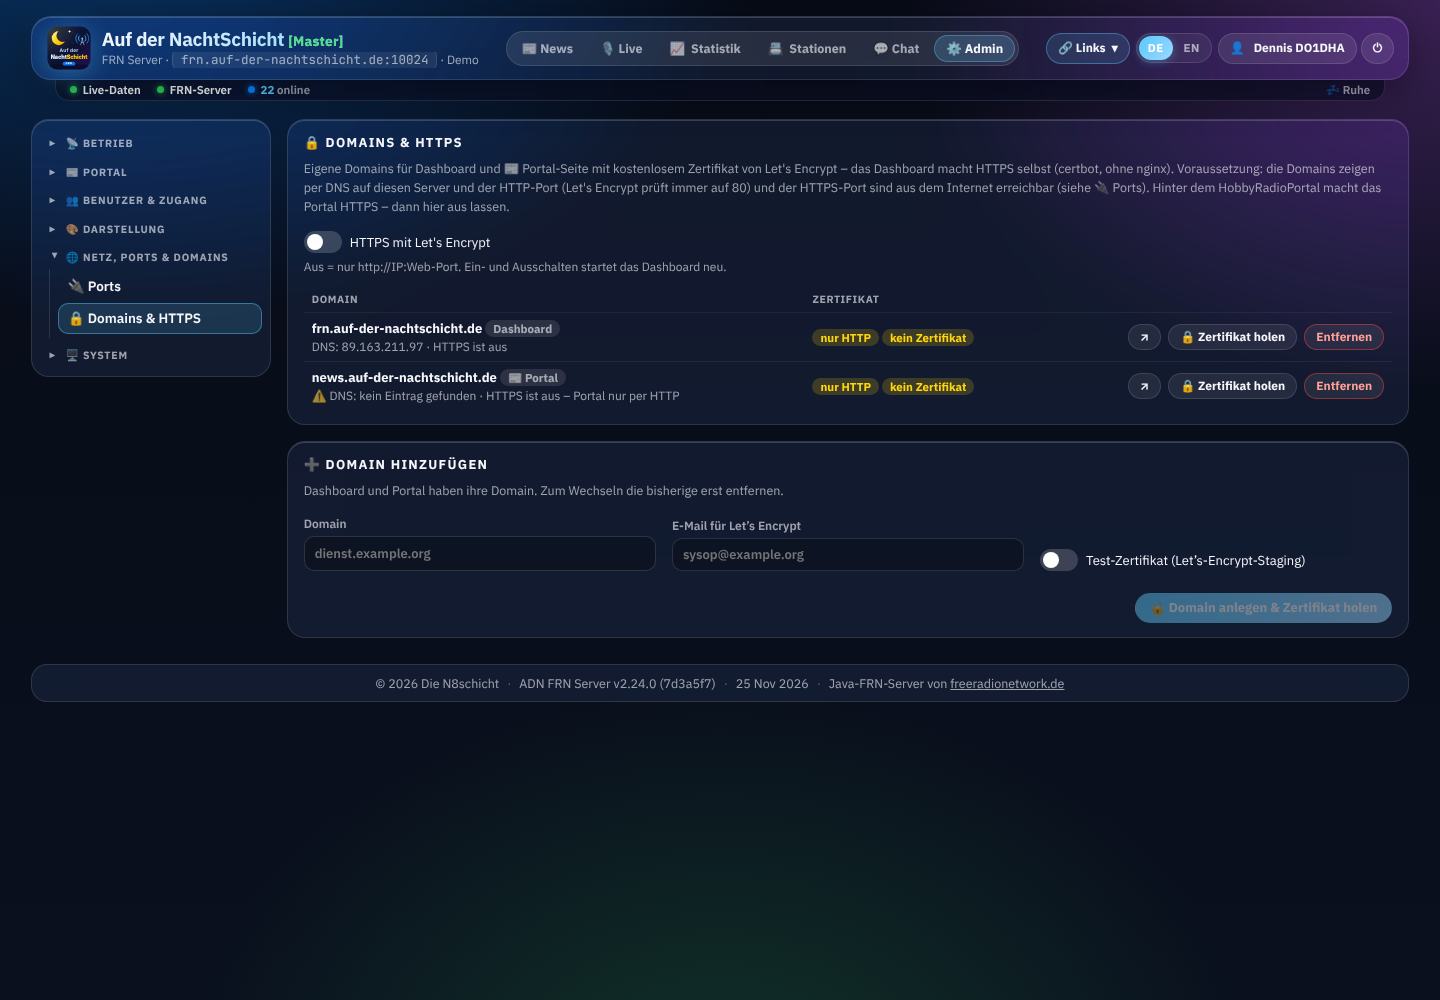 Auf der NachtSchicht [Master]
FRN Server · frn.auf-der-nachtschicht.de:10024 · Demo
Auf der
NachtSchicht
📰 News
🎙️ Live
📈 Statistik
📇 Stationen
💬 Chat
⚙️ Admin
🔗 Links ▾
DE EN
👤 Dennis DO1DHA
Live-Daten
FRN-Server
22 online
💤 Ruhe
▸ 📡 BETRIEB
▸ 📰 PORTAL
▸ 👥 BENUTZER & ZUGANG
▸ 🎨 DARSTELLUNG
▾ 🌐 NETZ, PORTS & DOMAINS
🔌 Ports
🔒 Domains & HTTPS
▸ 🖥️ SYSTEM
🔒 DOMAINS & HTTPS
Eigene Domains für Dashboard und 📰 Portal-Seite mit kostenlosem Zertifikat von Let's Encrypt – das Dashboard macht HTTPS selbst (certbot, ohne nginx). Voraussetzung: die Domains zeigen
per DNS auf diesen Server und der HTTP-Port (Let's Encrypt prüft immer auf 80) und der HTTPS-Port sind aus dem Internet erreichbar (siehe 🔌 Ports). Hinter dem HobbyRadioPortal macht das
Portal HTTPS – dann hier aus lassen.
HTTPS mit Let's Encrypt
Aus = nur http://IP:Web-Port. Ein- und Ausschalten startet das Dashboard neu.
DOMAIN ZERTIFIKAT
frn.auf-der-nachtschicht.de Dashboard
DNS: 89.163.211.97 · HTTPS ist aus
nur HTTP kein Zertifikat
↗ 🔒 Zertifikat holen Entfernen
news.auf-der-nachtschicht.de 📰 Portal
⚠️ DNS: kein Eintrag gefunden · HTTPS ist aus – Portal nur per HTTP
nur HTTP kein Zertifikat
↗ 🔒 Zertifikat holen Entfernen
➕ DOMAIN HINZUFÜGEN
Dashboard und Portal haben ihre Domain. Zum Wechseln die bisherige erst entfernen.
Domain
dienst.example.org
E-Mail für Let’s Encrypt
sysop@example.org
Test-Zertifikat (Let’s-Encrypt-Staging)
🔒 Domain anlegen & Zertifikat holen
© 2026 Die N8schicht · ADN FRN Server v2.24.0 (7d3a5f7) · 25 Nov 2026 · Java-FRN-Server von freeradionetwork.de